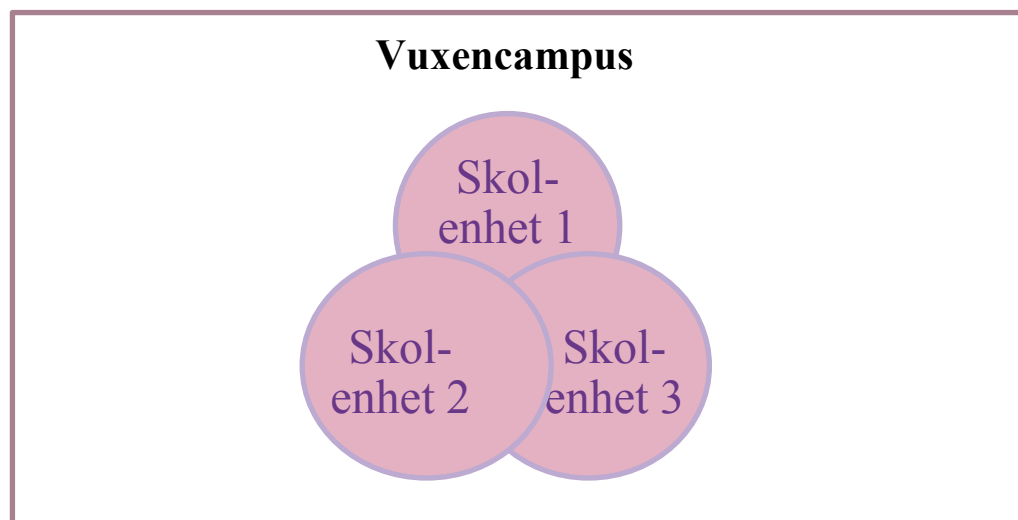 Vuxencampus
Skol-
enhet 1
Skol-
enhet 2
Skol-
enhet 3